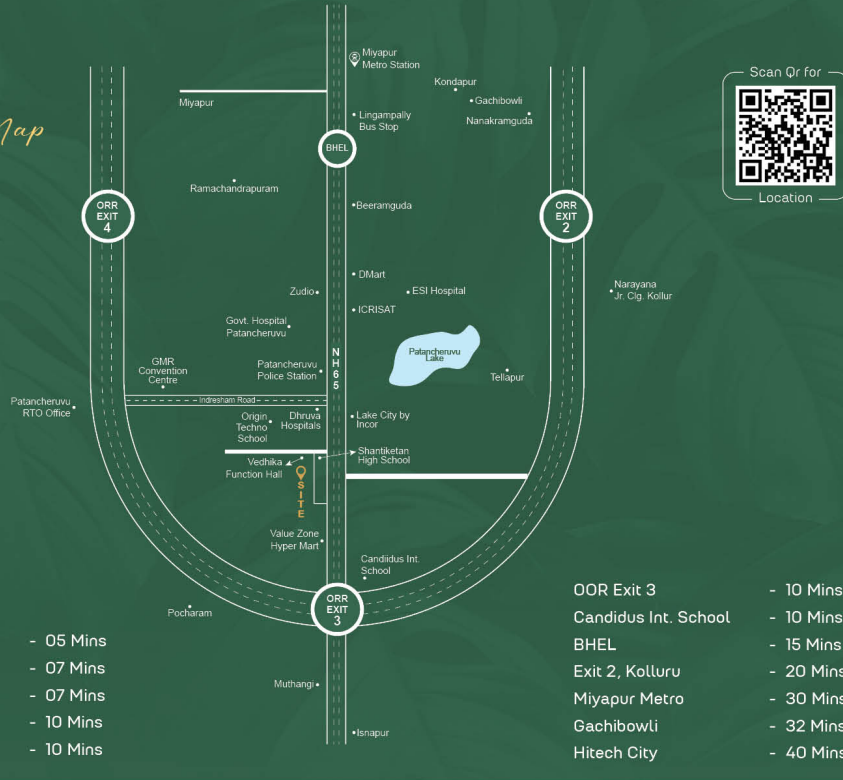 Map
Miyapur
Metro Station
Kondapur
Gachibowli
Nanakramguda
Miyapur
Lingampally
Bus Stop
BHEL
Scan Qr for
Location
Ramachandrapuram
Beeramguda
ORR
EXIT
4
ORR
EXIT
2
DMart
Zudio
ESI Hospital
Narayana
Jr. Clg. Kollur
ICRISAT
Govt. Hospital
Patancheruvu
NH65
Patancheruvu
Lake
GMR
Convention
Centre
Patancheruvu
Police Station
Tellapur
Patancheruvu
RTO Office
Indresham Road
Origin
Techno
School
Dhruva
Hospitals
Lake City by
Incor
Vedhika
Function Hall
Shantiketan
High School
SITE
Value Zone
Hyper Mart
Candiidus Int.
School
ORR
EXIT
3
Pocharam
Muthangi
Isnapur
- 05 Mins
- 07 Mins
- 07 Mins
- 10 Mins
- 10 Mins
OOR Exit 3 - 10 Mins
Candidus Int. School - 10 Mins
BHEL - 15 Mins
Exit 2, Kolluru - 20 Mins
Miyapur Metro - 30 Mins
Gachibowli - 32 Mins
Hitech City - 40 Mins